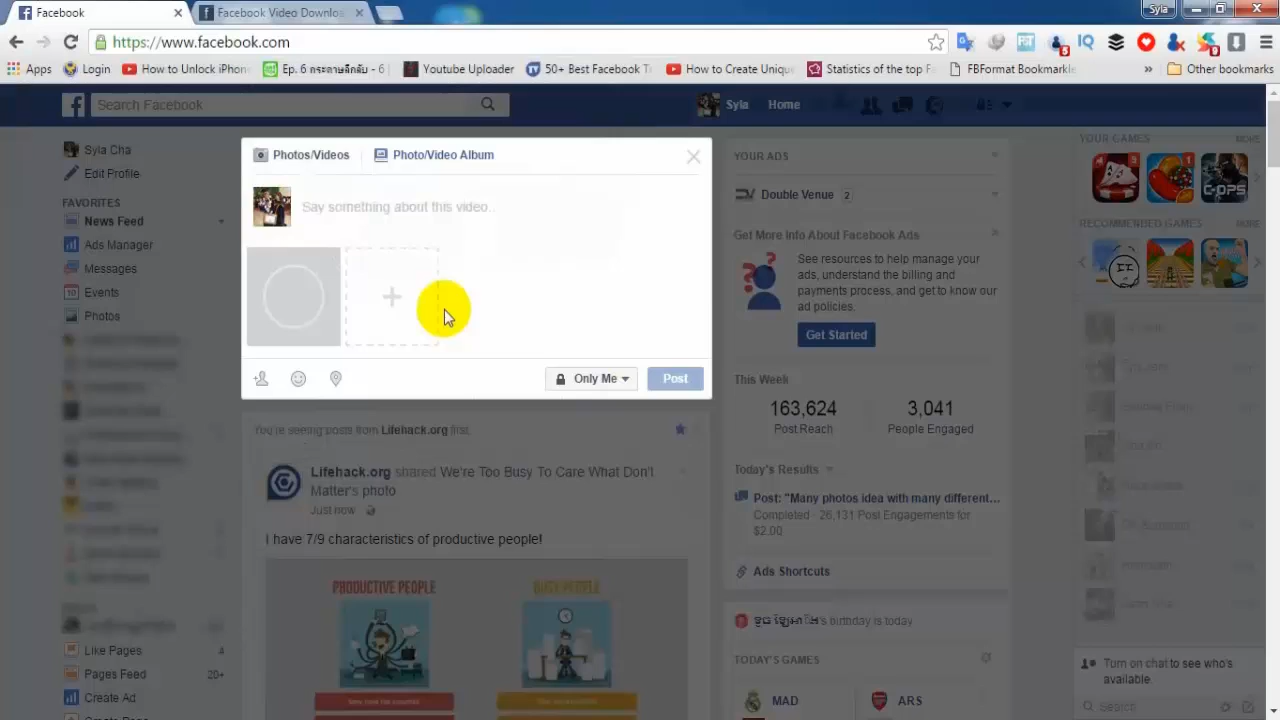 Facebook
Facebook Video Downloa
Syla
https://www.facebook.com
Apps
Login
How to Unlock iPhon
Youtube Uploader
50+ Best Facebook T
How to Create Uniqu
Statistics of the top F
FBFormat Bookmarkle
»
Other bookmarks
Search Facebook
Syla
Home
Syla Cha
Edit Profile
FAVORITES
News Feed
Ads Manager
Messages
Events
Photos
Like Pages 4
Pages Feed 20+
Create Ad
Photos/Videos
Photo/Video Album
Say something about this video..
Only Me
Post
You're seeing posts from Lifehack.org first.
Lifehack.org shared We're Too Busy To Care What Don't
Matter's photo
Just now
I have 7/9 characteristics of productive people!
PRODUCTIVE PEOPLE
BUSY PEOPLE
YOUR ADS
Double Venue 2
Get More Info About Facebook Ads
See resources to help manage your
ads, understand the billing and
payments process, and get to know our
ad policies.
Get Started
This Week
163,624
Post Reach
3,041
People Engaged
Today's Results
Post: "Many photos idea with many different...
Completed · 26,131 Post Engagements for
$2.00
Ads Shortcuts
's birthday is today
TODAY'S GAMES
MAD
ARS
YOUR GAMES
MORE
C-OPS
RECOMMENDED GAMES
MORE
Turn on chat to see who's
available.
Search